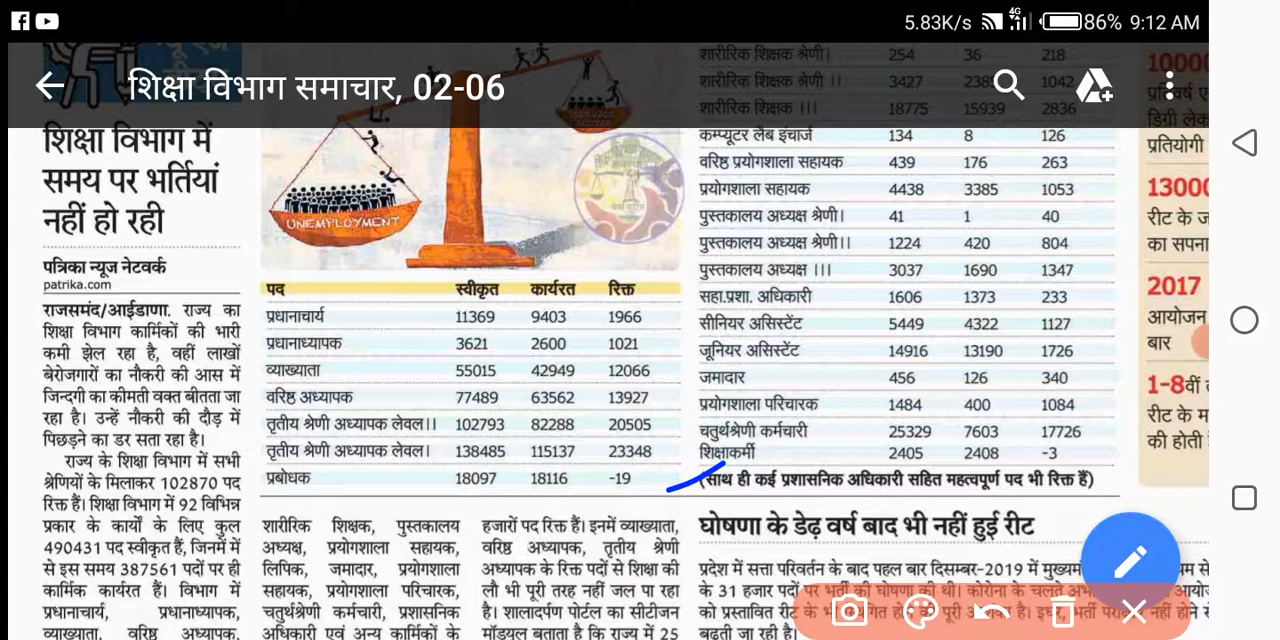 5.83K/s 4G 86% 9:12 AM
शिक्षा विभाग समाचार, 02-06
शिक्षा विभाग में
समय पर भर्तियां
नहीं हो रही
पत्रिका न्यूज नेटवर्क
patrika.com
राजसमंद/आईडाणा. राज्य का
शिक्षा विभाग कार्मिकों की भारी
कमी झेल रहा है, वहीं लाखों
बेरोजगारों का नौकरी की आस में
जिन्दगी का कीमती वक्त बीतता जा
रहा है। उन्हें नौकरी की दौड़ में
पिछड़ने का डर सता रहा है।
राज्य के शिक्षा विभाग में सभी
श्रेणियों के मिलाकर 102870 पद
रिक्त हैं। शिक्षा विभाग में 92 विभिन्न
प्रकार के कार्यों के लिए कुल
490431 पद स्वीकृत हैं, जिनमें में
से इस समय 387561 पदों पर ही
कार्मिक कार्यरत हैं। विभाग में
प्रधानाचार्य, प्रधानाध्यापक,
व्याख्याता, वरिष्ठ अध्यापक,
UNEMPLOYMENT
पद स्वीकृत कार्यरत रिक्त
प्रधानाचार्य 11369 9403 1966
प्रधानाध्यापक 3621 2600 1021
व्याख्याता 55015 42949 12066
वरिष्ठ अध्यापक 77489 63562 13927
तृतीय श्रेणी अध्यापक लेवल।। 102793 82288 20505
तृतीय श्रेणी अध्यापक लेवल। 138485 115137 23348
प्रबोधक 18097 18116 -19
शारीरिक शिक्षक, पुस्तकालय
अध्यक्ष, प्रयोगशाला सहायक,
लिपिक, जमादार, प्रयोगशाला
सहायक, प्रयोगशाला परिचारक,
चतुर्थश्रेणी कर्मचारी, प्रशासनिक
अधिकारी एवं अन्य कार्मिकों के
हजारों पद रिक्त हैं। इनमें व्याख्याता,
वरिष्ठ अध्यापक, तृतीय श्रेणी
अध्यापक के रिक्त पदों से शिक्षा की
लौ भी पूरी तरह नहीं जल पा रहा
है। शालादर्पण पोर्टल का सीटीजन
मॉड्यूल बताता है कि राज्य में 25
शारीरिक शिक्षक श्रेणी। 254 36 218
शारीरिक शिक्षक श्रेणी ।। 3427 2385 1042
शारीरिक शिक्षक ।।। 18775 15939 2836
कम्प्यूटर लैब इंचार्ज 134 8 126
वरिष्ठ प्रयोगशाला सहायक 439 176 263
प्रयोगशाला सहायक 4438 3385 1053
पुस्तकालय अध्यक्ष श्रेणी। 41 1 40
पुस्तकालय अध्यक्ष श्रेणी।। 1224 420 804
पुस्तकालय अध्यक्ष ।।। 3037 1690 1347
सहा.प्रशा. अधिकारी 1606 1373 233
सीनियर असिस्टेंट 5449 4322 1127
जूनियर असिस्टेंट 14916 13190 1726
जमादार 456 126 340
प्रयोगशाला परिचारक 1484 400 1084
चतुर्थश्रेणी कर्मचारी 25329 7603 17726
शिक्षाकर्मी 2405 2408 -3
(साथ ही कई प्रशासनिक अधिकारी सहित महत्वपूर्ण पद भी रिक्त हैं)
घोषणा के डेढ़ वर्ष बाद भी नहीं हुई रीट
प्रदेश में सत्ता परिवर्तन के बाद पहल बार दिसम्बर-2019 में
के 31 हजार पदों पर भर्ती की घोषणा की थी। कोरोना के चलते
को प्रस्तावित रीट के
बढती जा रही है।
प्रतिवर्ष
डिग्री
प्रतियोगी
रीट के
का सपना
2017
आयोजन
बार
1-8वीं
रीट के
की होती